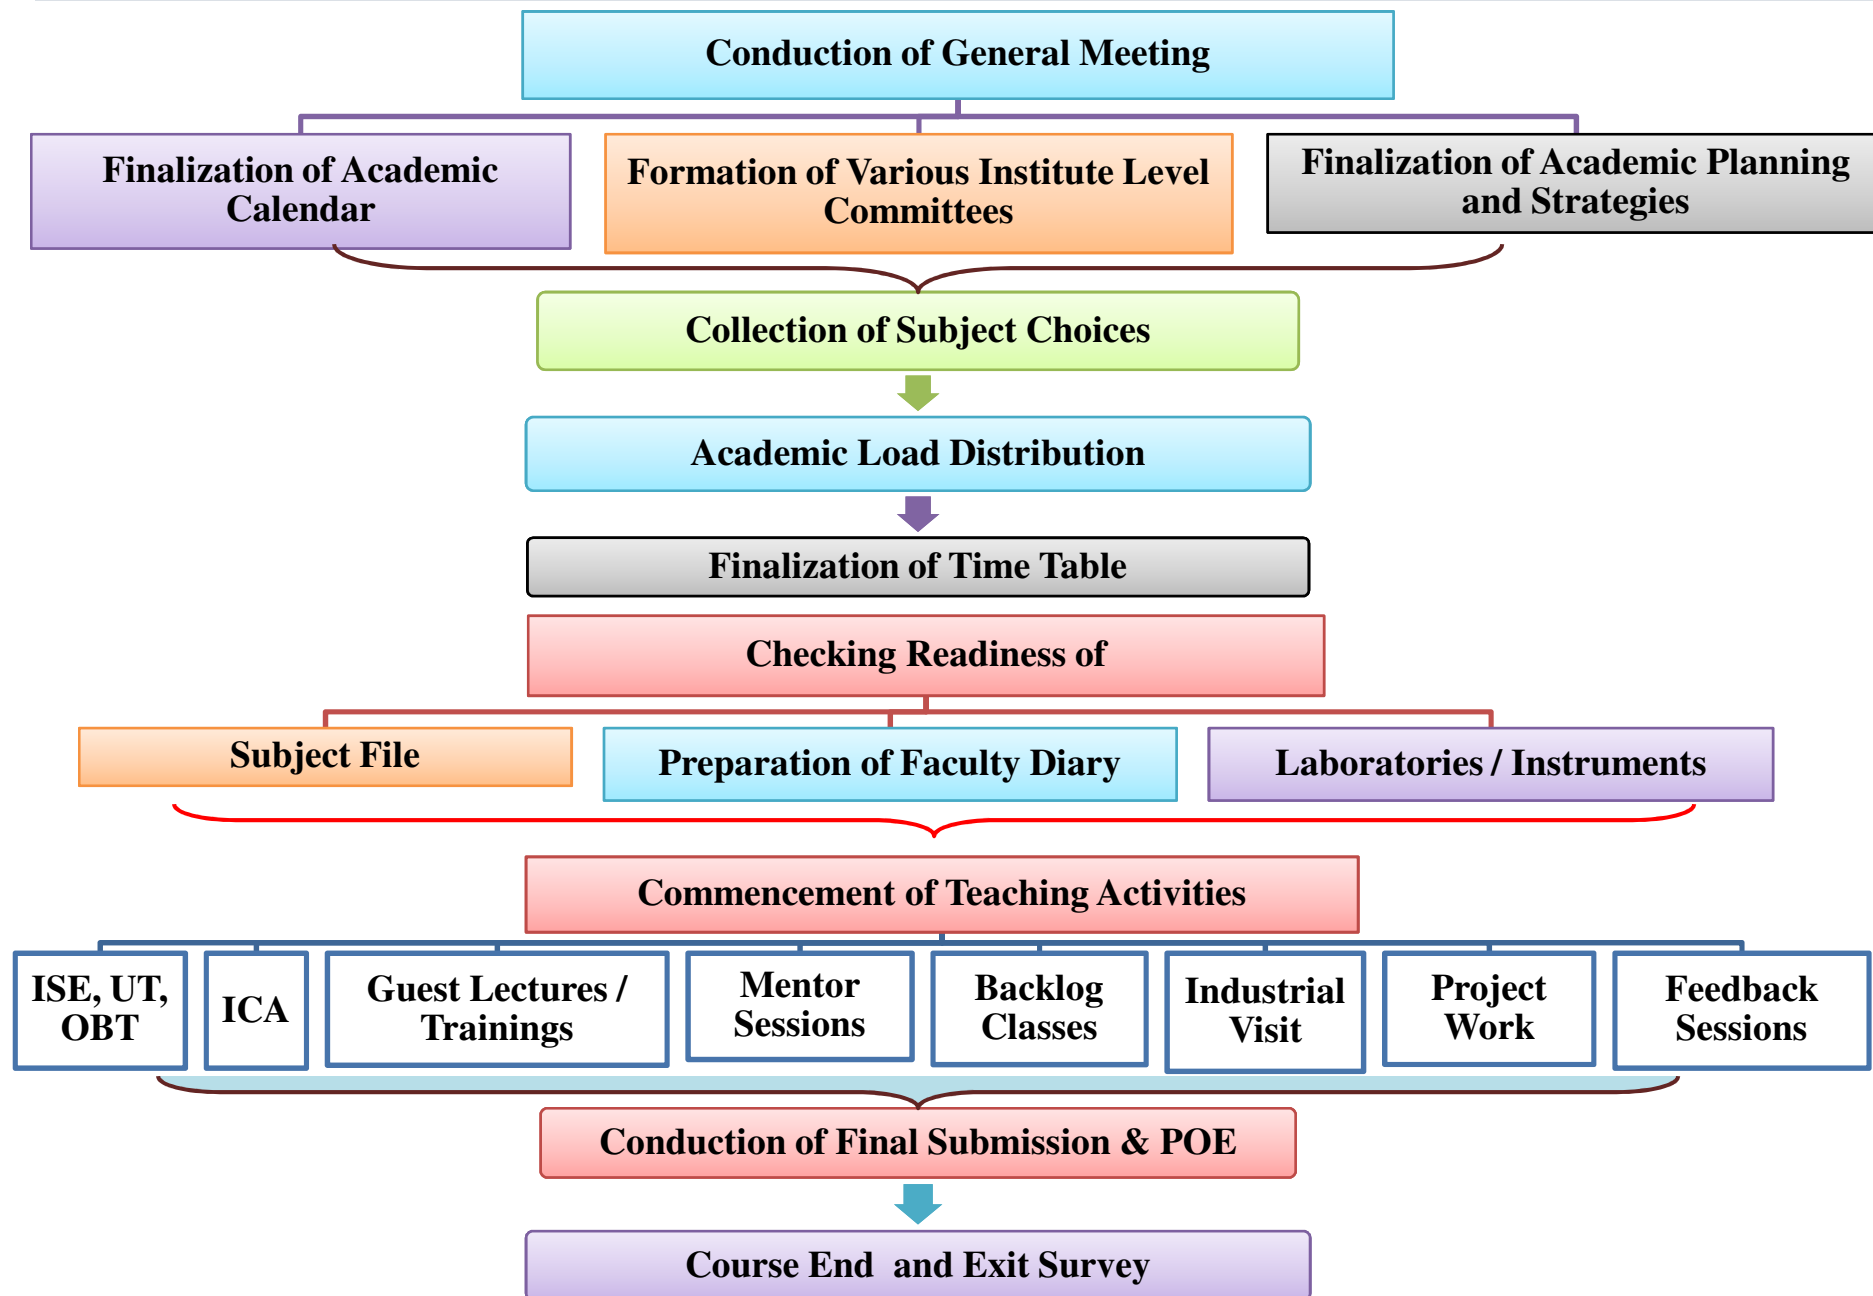 Conduction of General Meeting
Finalization of Academic
Calendar
Formation of Various Institute Level
Committees
Finalization of Academic Planning
and Strategies
Collection of Subject Choices
Academic Load Distribution
Finalization of Time Table
Checking Readiness of
Subject File
Preparation of Faculty Diary
Laboratories / Instruments
Commencement of Teaching Activities
ISE, UT,
OBT
ICA
Guest Lectures /
Trainings
Mentor
Sessions
Backlog
Classes
Industrial
Visit
Project
Work
Feedback
Sessions
Conduction of Final Submission & POE
Course End  and Exit Survey